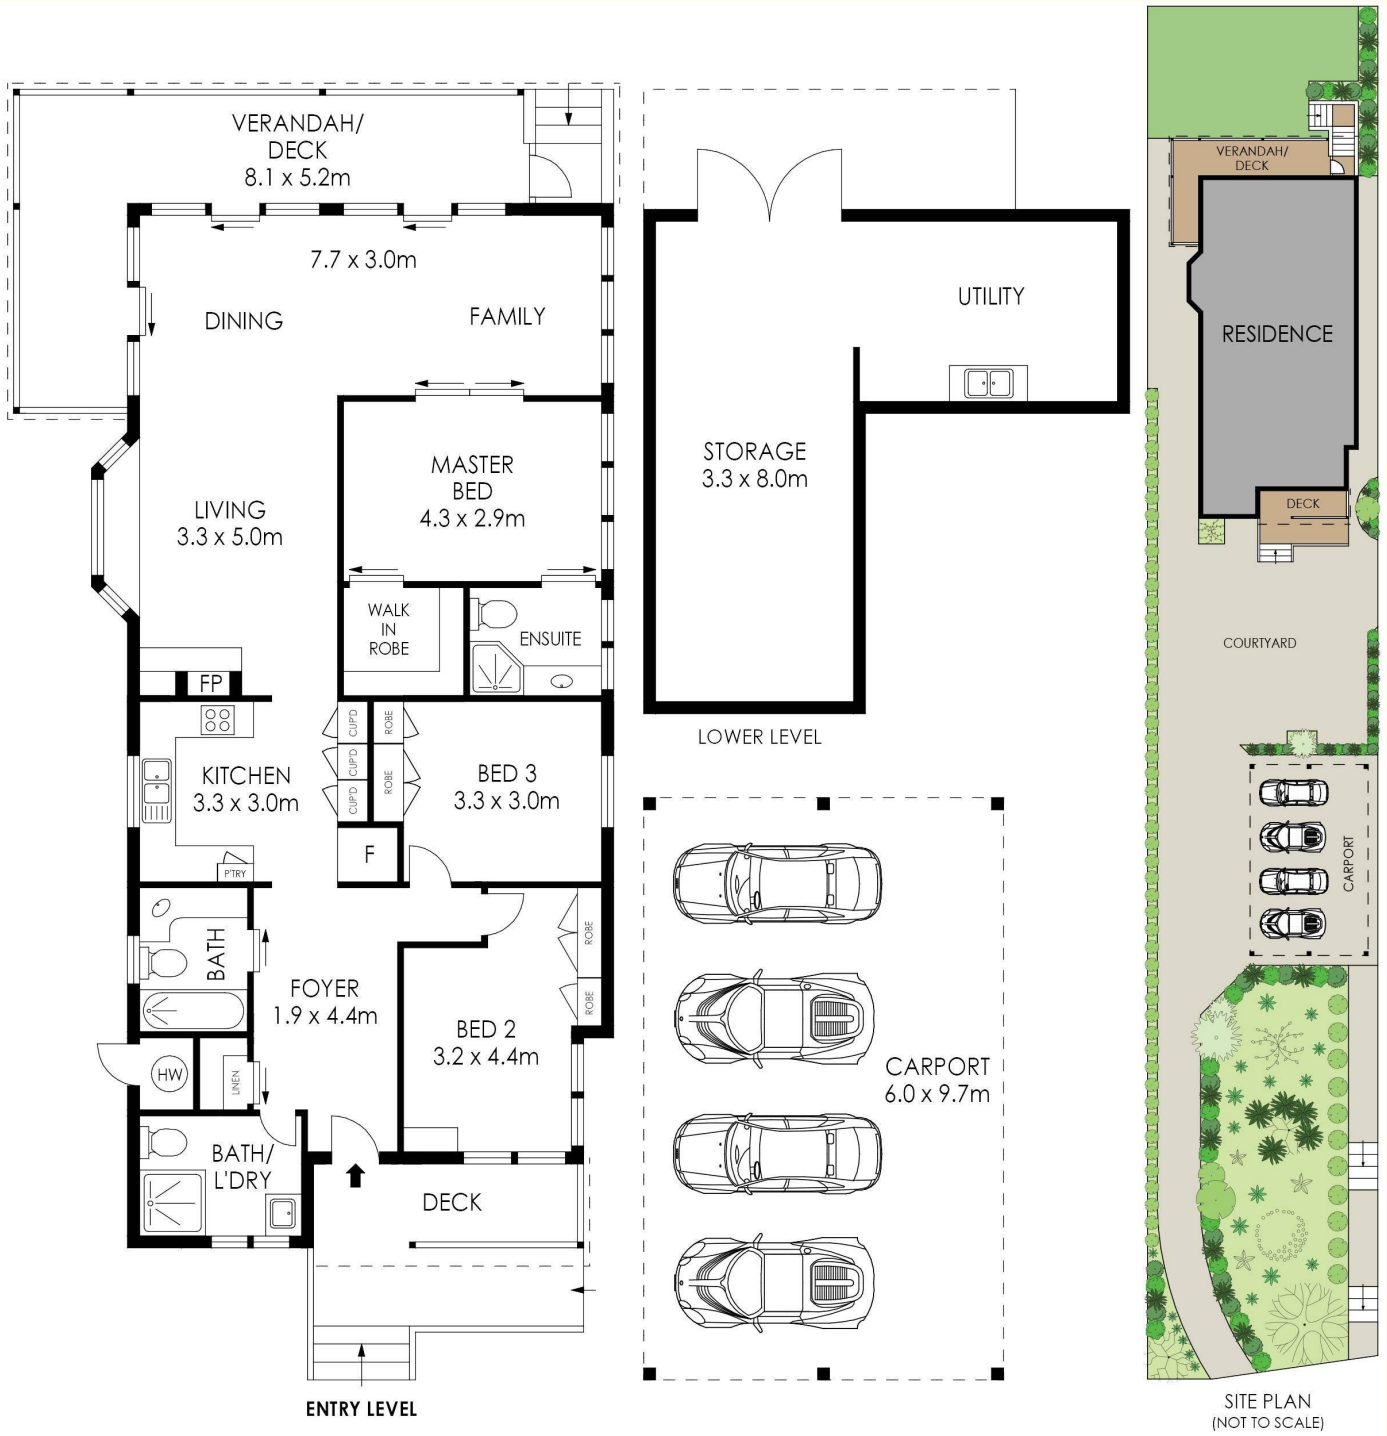 VERANDAH/
DECK
8.1 x 5.2m
7.7 x 3.0m
DINING
FAMILY
MASTER
BED
4.3 x 2.9m
LIVING
3.3 x 5.0m
WALK
IN
ROBE
ENSUITE
FP
CUP'D
ROBE
KITCHEN
3.3 x 3.0m
CUP'D
ROBE
CUP'D
BED 3
3.3 x 3.0m
F
P'TRY
BATH
ROBE
FOYER
1.9 x 4.4m
ROBE
BED 2
3.2 x 4.4m
HW
LINEN
BATH/
L'DRY
DECK
ENTRY LEVEL
UTILITY
STORAGE
3.3 x 8.0m
LOWER LEVEL
CARPORT
6.0 x 9.7m
VERANDAH/
DECK
RESIDENCE
DECK
COURTYARD
CARPORT
SITE PLAN
(NOT TO SCALE)